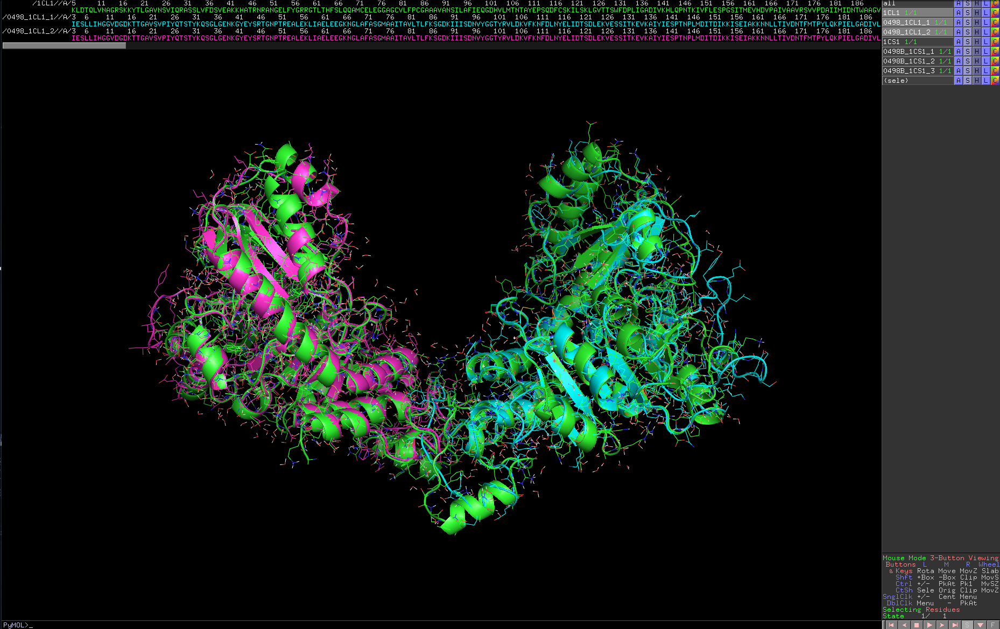 /1CL1//A/5 11 16 21 26 31 36 41 46 51 56 61 66 71 76 81 86 91 96 101 106 111 116 121 126 131 136 141 146 151 156 161 166 171 176 181 186
KLDTQLVNAGRSKKYTLGAVNSVIQRASSLVFDSVEAKKHATRNRANGELFYGRRGTLTHFSLQQAMCELEGGAGCVLFPCGAAAVANSILAFIEQGDHVLMTNTAYEPSQDFCSKILSKLGVTTSWFDPLIGADIVKHLQPNTKIVFLESPGSITMEVHDVPAIVAAVRSVVPDAIIMIDNTWAAGV
/0498_1CL1_1//A/3 6 11 16 21 26 31 36 41 46 51 56 61 66 71 76 81 86 91 96 101 106 111 116 121 126 131 136 141 146 151 156 161 166 171 176 181 186
IESLLIHGGVDGDKTTGAVSVPIYQTSTYKQSGLGENKGYEYSRTGNPTREALEKLIAELEEGKNGLAFASGMAAITAVLTLFKSGDKIIISDNVYGGTYRVLDKVFKNFDLNYELIDTSDLEKVESSITKEVKAIYIESPTNPLMDITDIKKISEIAKKNNLLTIVDNTFMTPYLQKPIELGADIVL
/0498_1CL1_2//A/3 6 11 16 21 26 31 36 41 46 51 56 61 66 71 76 81 86 91 96 101 106 111 116 121 126 131 136 141 146 151 156 161 166 171 176 181 186
IESLLIHGGVDGDKTTGAVSVPIYQTSTYKQSGLGENKGYEYSRTGNPTREALEKLIAELEEGKNGLAFASGMAAITAVLTLFKSGDKIIISDNVYGGTYRVLDKVFKNFDLNYELIDTSDLEKVESSITKEVKAIYIESPTNPLMDITDIKKISEIAKKNNLLTIVDNTFMTPYLQKPIELGADIVL
all A S H L C
1CL1 1/1 A S H L C
0498_1CL1_1 1/1 A S H L C
0498_1CL1_2 1/1 A S H L C
1CS1 1/1 A S H L C
0498B_1CS1_1 1/1 A S H L C
0498B_1CS1_2 1/1 A S H L C
0498B_1CS1_3 1/1 A S H L C
(sele) A S H L C
Mouse Mode 3-Button Viewing
Buttons L M R Wheel
& Keys Rota Move MovZ Slab
Shft +Box -Box Clip MovS
Ctrl +/- PkAt Pk1 MvSZ
CtSh Sele Orig Clip MovZ
SnglClk +/- Cent Menu
DblClk Menu - PkAt
Selecting Residues
State 1/ 1
S F
PyMOL>_